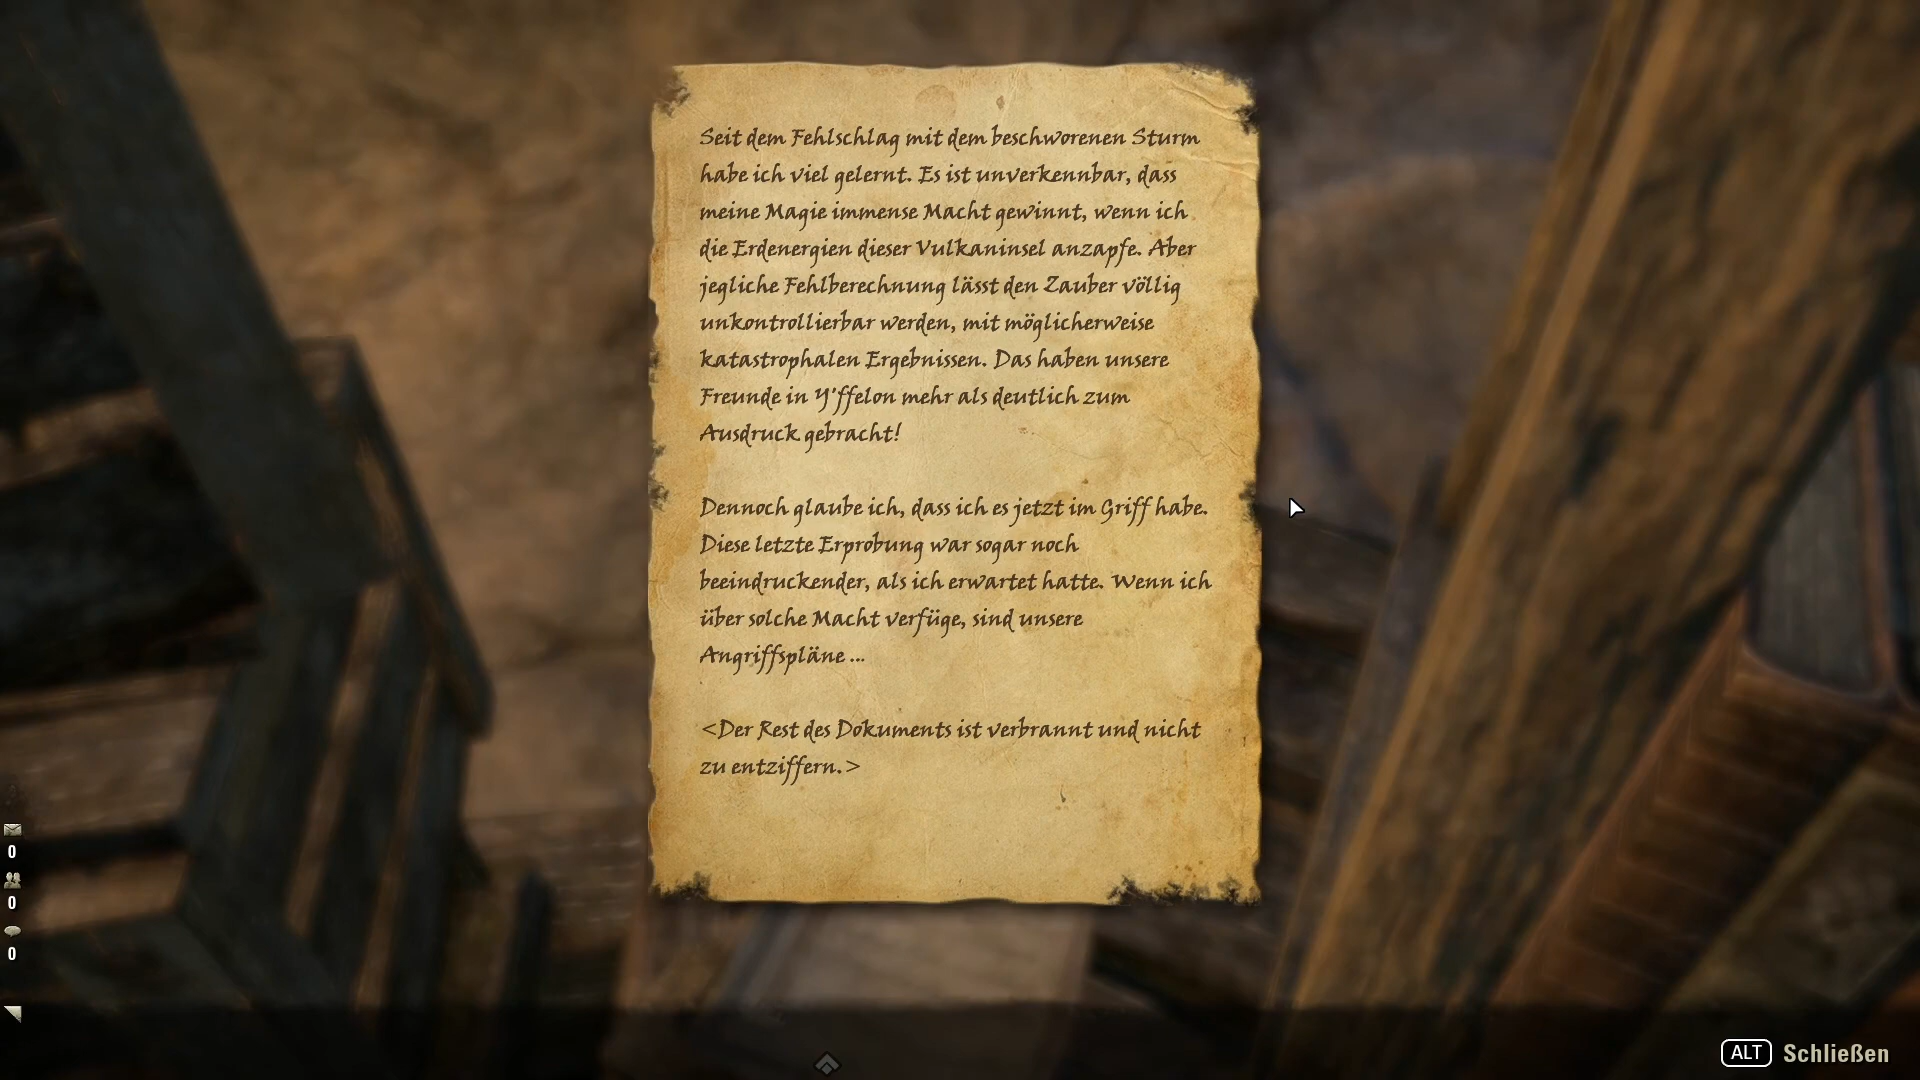 Seit dem Fehlschlag mit dem beschworenen Sturm
habe ich viel gelernt. Es ist unverkennbar, dass
meine Magie immense Macht gewinnt, wenn ich
die Erdenergien dieser Vulkaninsel anzapfe. Aber
jegliche Fehlberechnung lässt den Zauber völlig
unkontrollierbar werden, mit möglicherweise
katastrophalen Ergebnissen. Das haben unsere
Freunde in Y'ffelon mehr als deutlich zum
Ausdruck gebracht!
Dennoch glaube ich, dass ich es jetzt im Griff habe.
Diese letzte Erprobung war sogar noch
beeindruckender, als ich erwartet hatte. Wenn ich
über solche Macht verfüge, sind unsere
Angriffspläne ...
<Der Rest des Dokuments ist verbrannt und nicht
zu entziffern.>
0
0
0
ALT Schließen